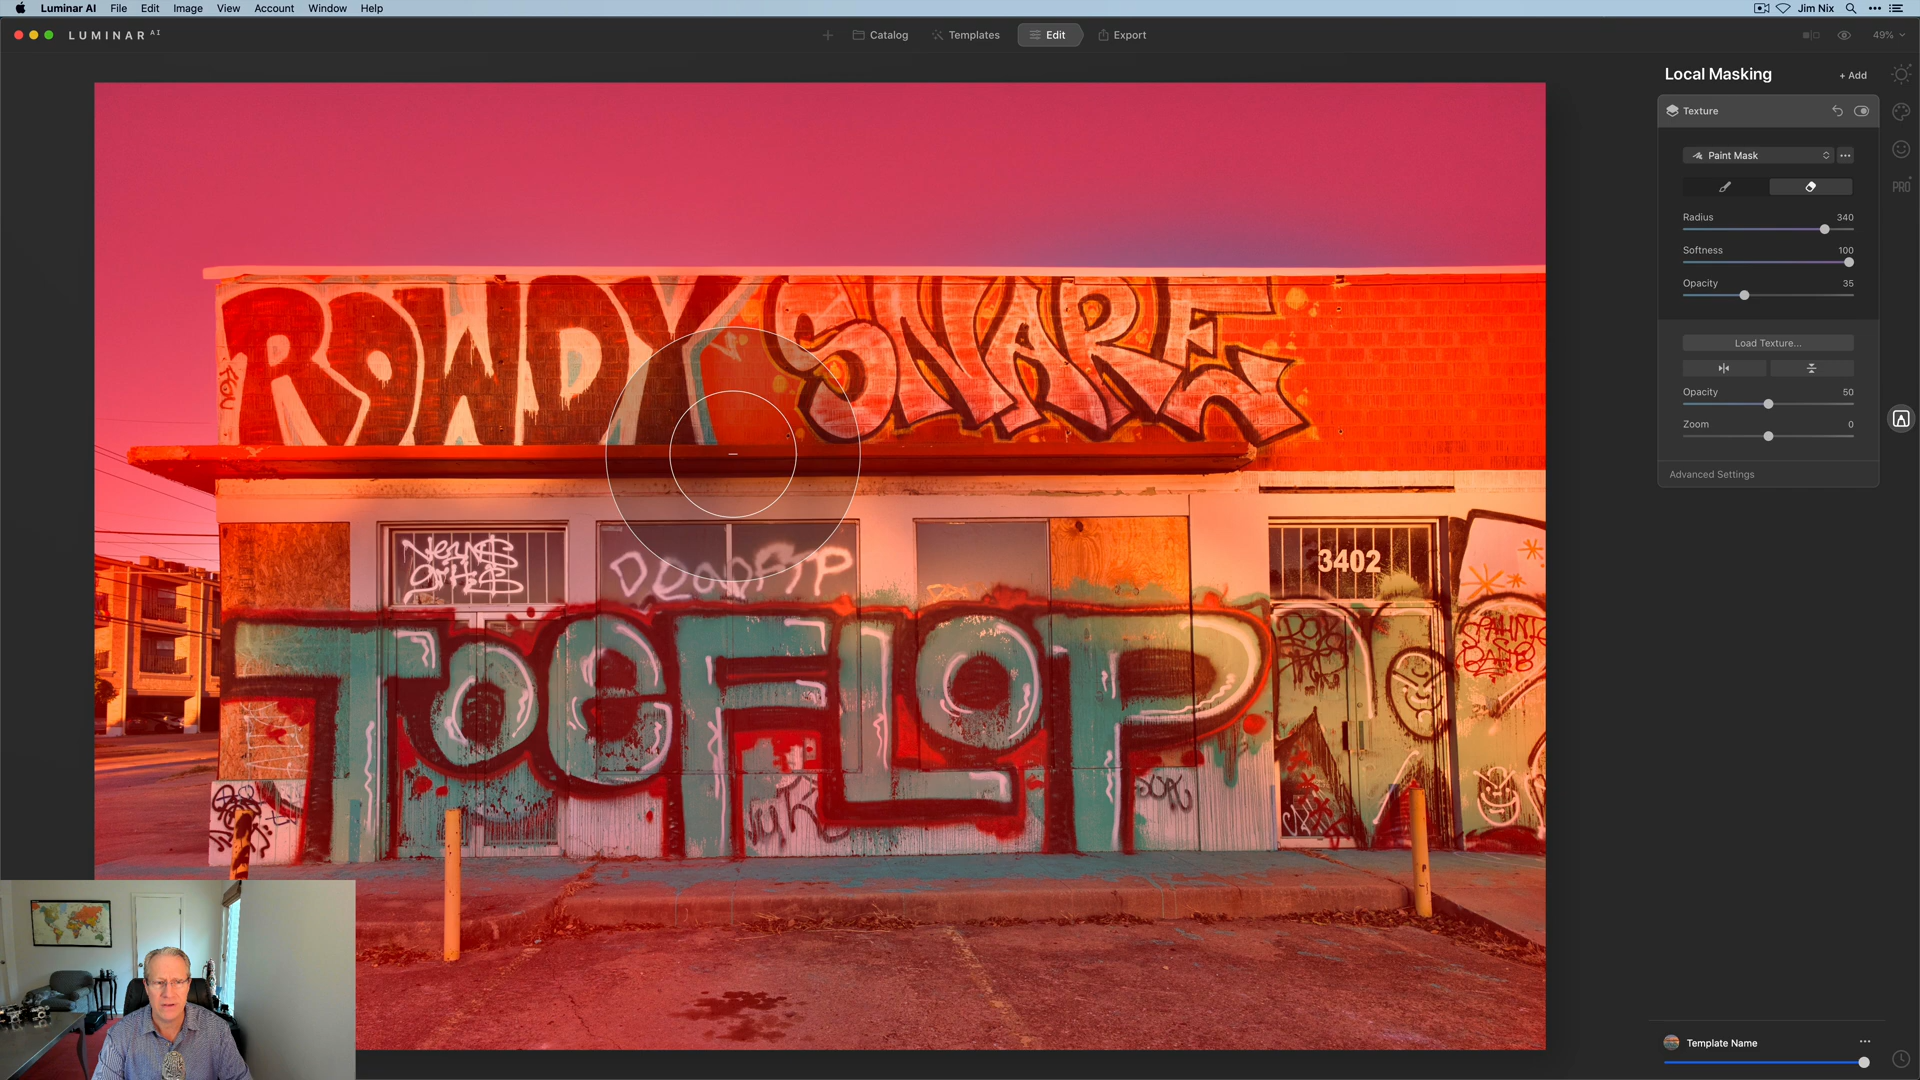 Luminar AI File Edit Image View Account Window Help Jim Nix
LUMINAR AI Catalog Templates Edit Export 49%
Local Masking + Add
Texture
Paint Mask
PRO
Radius 340
Softness 100
Opacity 35
Load Texture...
Opacity 50
Zoom 0
Advanced Settings
ROWDY SNARE
3402
TOEFLOP
Template Name